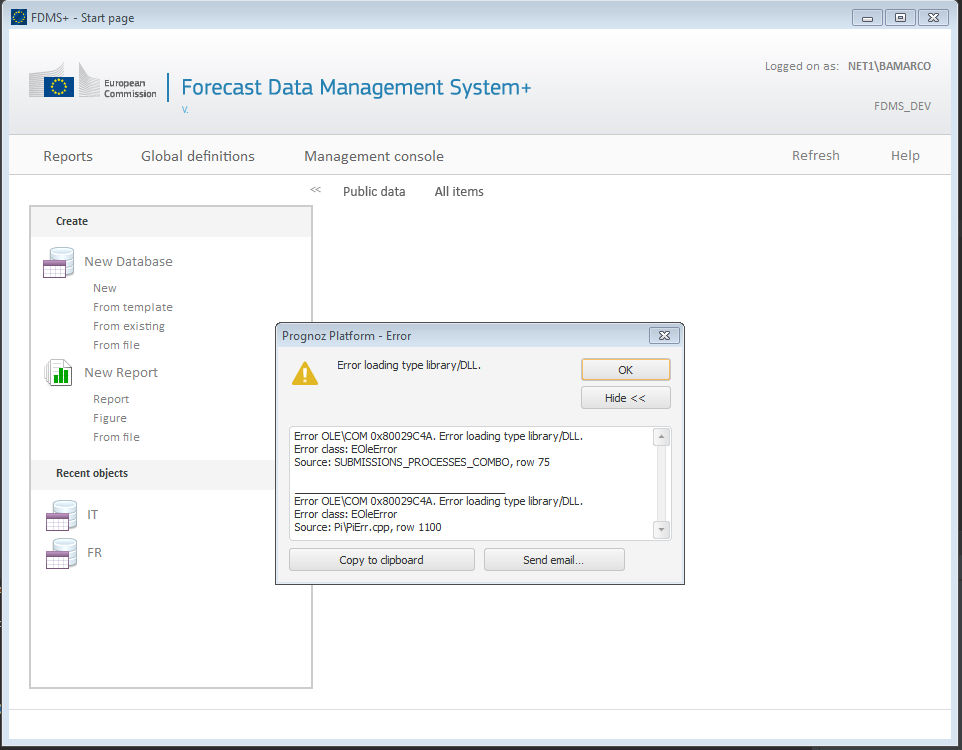 FDMS+ - Start page
European
Commission
Forecast Data Management System+
V.
Logged on as: NET1\BAMARCO
FDMS_DEV
Reports Global definitions Management console Refresh Help
<< Public data All items
Create
New Database
New
From template
From existing
From file
New Report
Report
Figure
From file
Recent objects
IT
FR
Prognoz Platform - Error
Error loading type library/DLL.
OK
Hide <<
Error OLE\COM 0x80029C4A. Error loading type library/DLL.
Error class: EOleError
Source: SUBMISSIONS_PROCESSES_COMBO, row 75
Error OLE\COM 0x80029C4A. Error loading type library/DLL.
Error class: EOleError
Source: Pi\PiErr.cpp, row 1100
Copy to clipboard Send email...